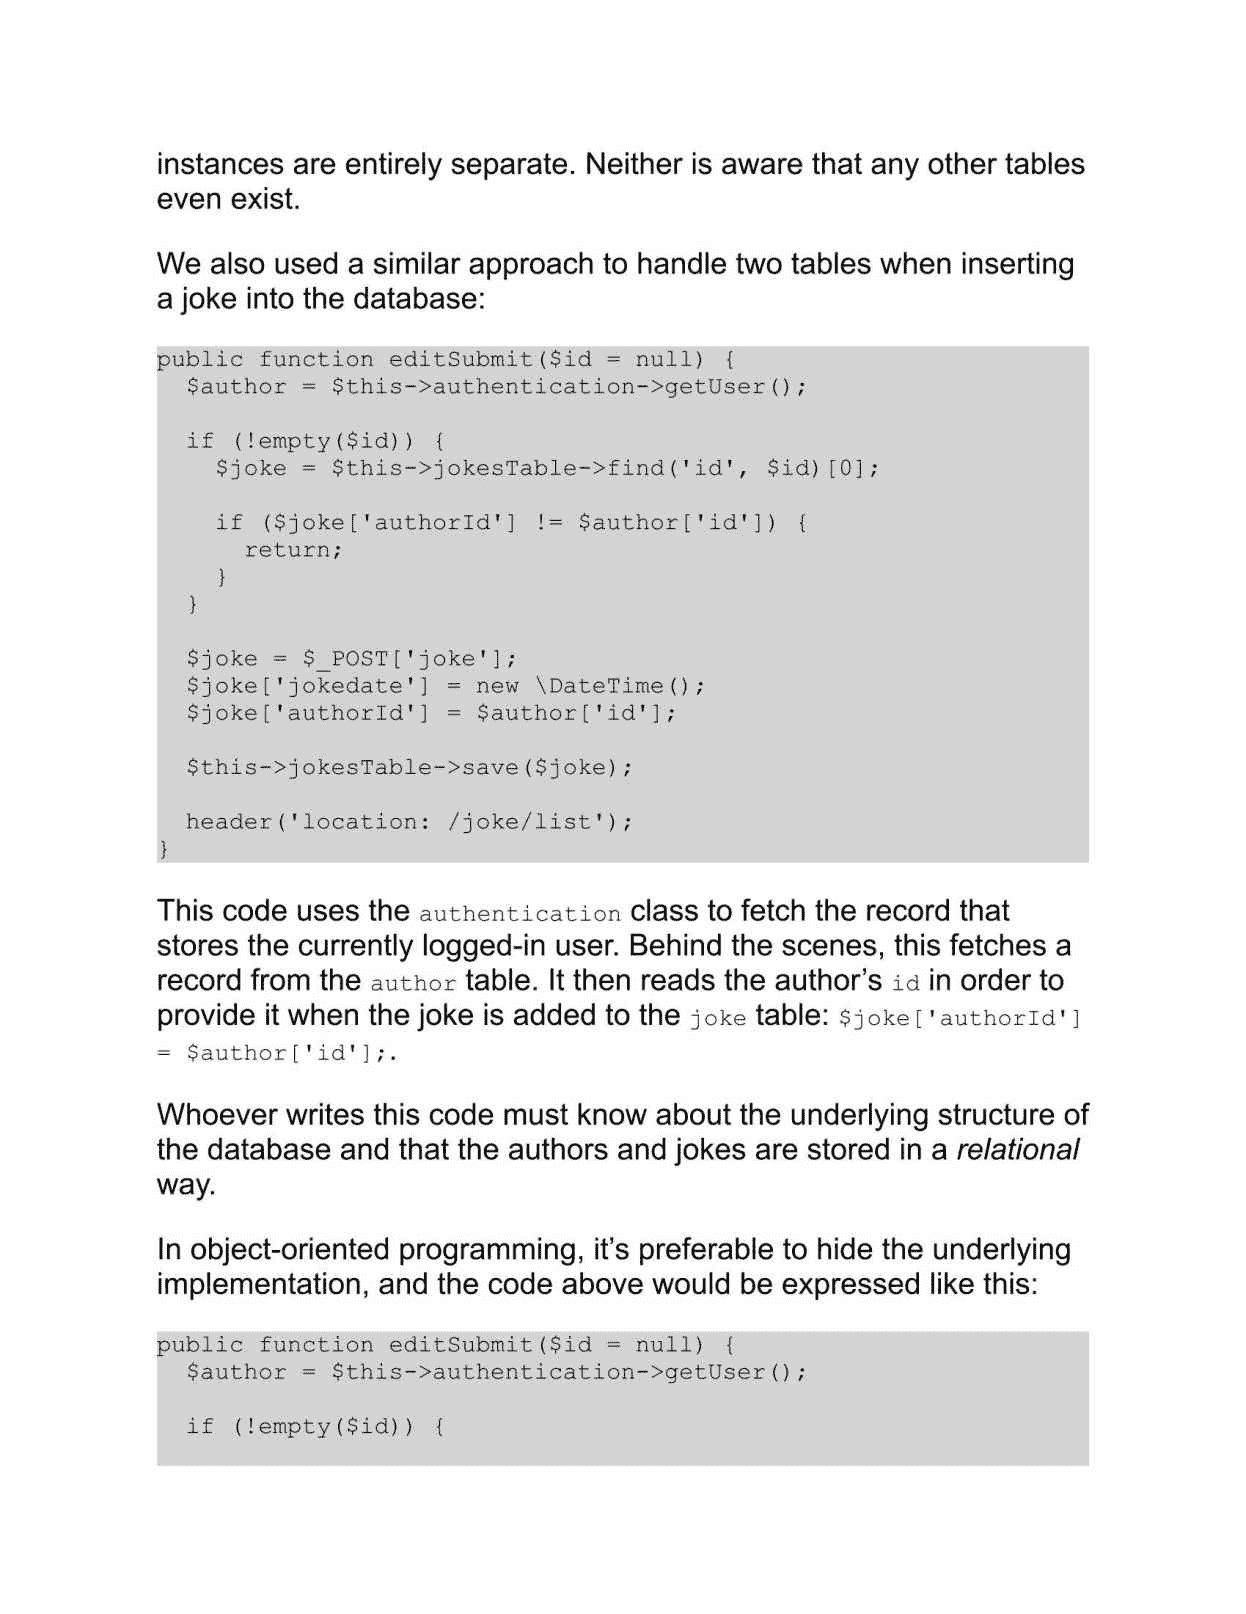 instances are entirely separate. Neither is aware that any other tables
even exist.
We also used a similar approach to handle two tables when inserting
a joke into the database:
public function editSubmit($id = null) {
  $author = $this->authentication->getUser();
  if (!empty($id)) {
    $joke = $this->jokesTable->find('id', $id)[0];
    if ($joke['authorId'] != $author['id']) {
      return;
    }
  }
  $joke = $_POST['joke'];
  $joke['jokedate'] = new \DateTime();
  $joke['authorId'] = $author['id'];
  $this->jokesTable->save($joke);
  header('location: /joke/list');
}
This code uses the authentication class to fetch the record that
stores the currently logged-in user. Behind the scenes, this fetches a
record from the author table. It then reads the author’s id in order to
provide it when the joke is added to the joke table: $joke['authorId']
= $author['id'];.
Whoever writes this code must know about the underlying structure of
the database and that the authors and jokes are stored in a relational
way.
In object-oriented programming, it’s preferable to hide the underlying
implementation, and the code above would be expressed like this:
public function editSubmit($id = null) {
  $author = $this->authentication->getUser();
  if (!empty($id)) {